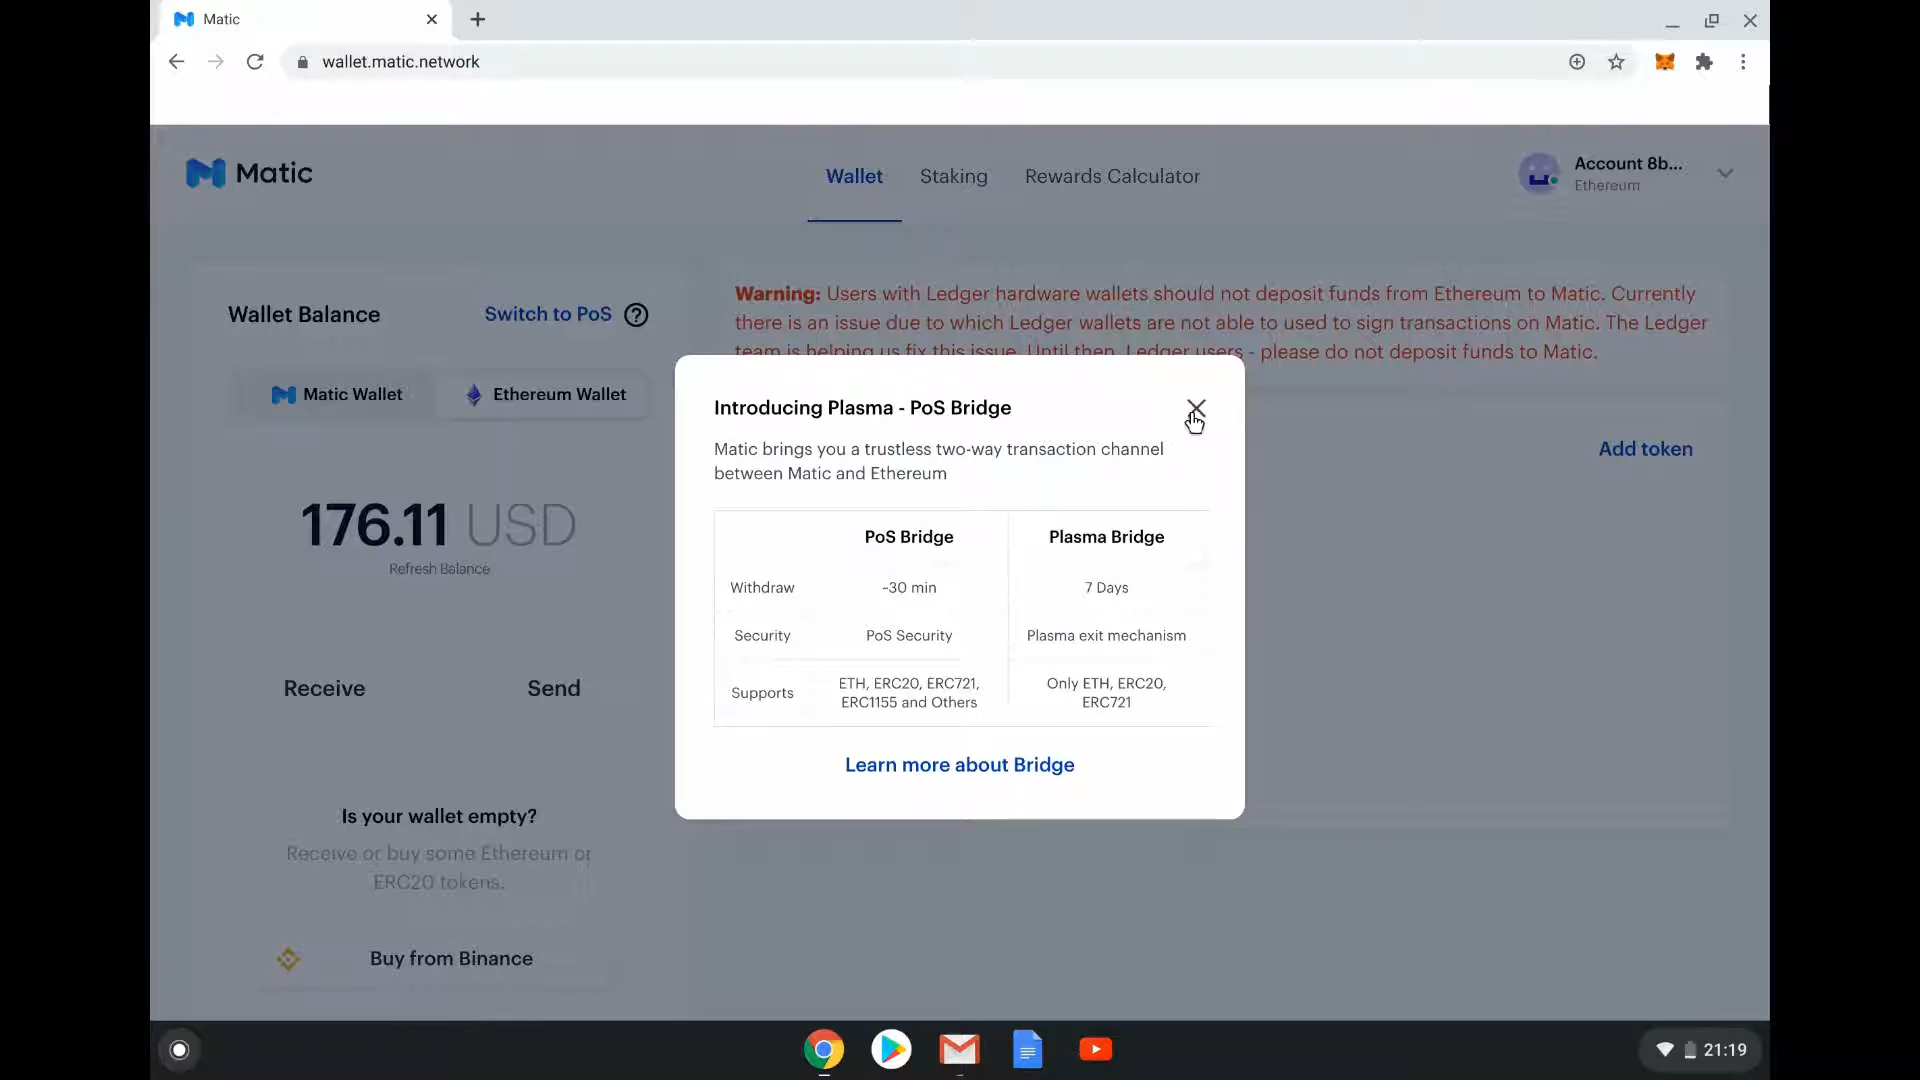 Matic
wallet.matic.network
Matic
Wallet
Staking
Rewards Calculator
Account 8b...
Ethereum
Wallet Balance
Switch to PoS
Matic Wallet
Ethereum Wallet
176.11 USD
Refresh Balance
Receive
Send
Is your wallet empty?
Receive or buy some Ethereum or
ERC20 tokens.
Buy from Binance
Warning: Users with Ledger hardware wallets should not deposit funds from Ethereum to Matic. Currently
there is an issue due to which Ledger wallets are not able to used to sign transactions on Matic. The Ledger
team is helping us fix this issue. Until then, Ledger users - please do not deposit funds to Matic.
Add token
Introducing Plasma - PoS Bridge
Matic brings you a trustless two-way transaction channel
between Matic and Ethereum
PoS Bridge
Plasma Bridge
Withdraw
~30 min
7 Days
Security
PoS Security
Plasma exit mechanism
Supports
ETH, ERC20, ERC721,
ERC1155 and Others
Only ETH, ERC20,
ERC721
Learn more about Bridge
21:19